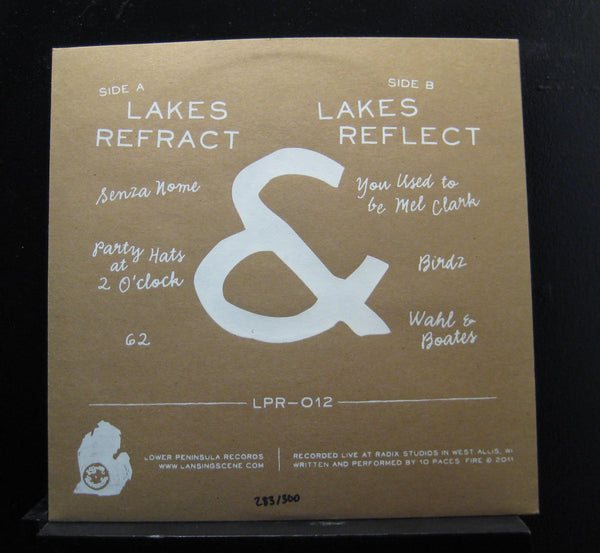 SIDE A
LAKES
REFRACT
Senza Nome
Party Hats
at
2 O'clock
62
SIDE B
LAKES
REFLECT
You Used to
be Mel Clark
Birdz
Wahl &
Boates
&
LPR-012
LOWER PENINSULA RECORDS
WWW.LANSINGSCENE.COM
RECORDED LIVE AT RADIX STUDIOS IN WEST ALLIS, WI
WRITTEN AND PERFORMED BY 10 PACES FIRE © 2011
283/300